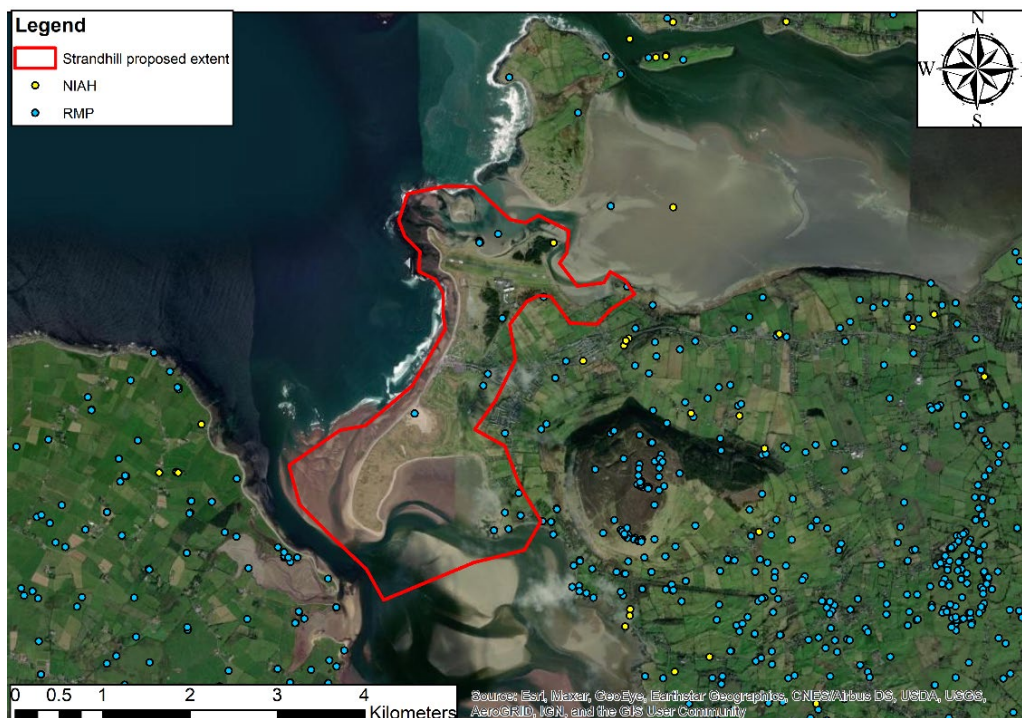 Legend
Strandhill proposed extent
NIAH
RMP
N
W
E
S
0 0.5 1 2 3 4
Kilometers
Source: Esri, Maxar, GeoEye, Earthstar Geographics, CNES/Airbus DS, USDA, USGS,
AeroGRID, IGN, and the GIS User Community